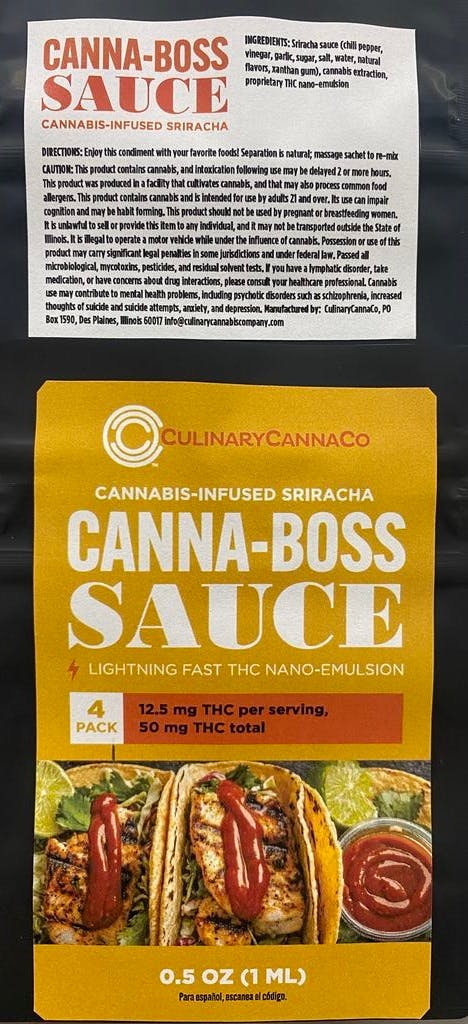 CANNA-BOSS
SAUCE
CANNABIS-INFUSED SRIRACHA
INGREDIENTS: Sriracha sauce (chili pepper,
vinegar, garlic, sugar, salt, water, natural
flavors, xanthan gum), cannabis extraction,
proprietary THC nano-emulsion
DIRECTIONS: Enjoy this condiment with your favorite foods! Separation is natural; massage sachet to re-mix
CAUTION: This product contains cannabis, and intoxication following use may be delayed 2 or more hours.
This product was produced in a facility that cultivates cannabis, and that may also process common food
allergens. This product contains cannabis and is intended for use by adults 21 and over. Its use can impair
cognition and may be habit forming. This product should not be used by pregnant or breastfeeding women.
It is unlawful to sell or provide this item to any individual, and it may not be transported outside the State of
Illinois. It is illegal to operate a motor vehicle while under the influence of cannabis. Possession or use of this
product may carry significant legal penalties in some jurisdictions and under federal law. Passed all
microbiological, mycotoxins, pesticides, and residual solvent tests. If you have a lymphatic disorder, take
medication, or have concerns about drug interactions, please consult your healthcare professional. Cannabis
use may contribute to mental health problems, including psychotic disorders such as schizophrenia, increased
thoughts of suicide and suicide attempts, anxiety, and depression. Manufactured by: CulinaryCannaCo, PO
Box 1590, Des Plaines, Illinois 60017 info@culinarycannabiscompany.com
CULINARYCANNACO
TM
CANNABIS-INFUSED SRIRACHA
CANNA-BOSS
SAUCE
LIGHTNING FAST THC NANO-EMULSION
4
PACK
12.5 mg THC per serving,
50 mg THC total
0.5 OZ (1 ML)
Para español, escanea el código.